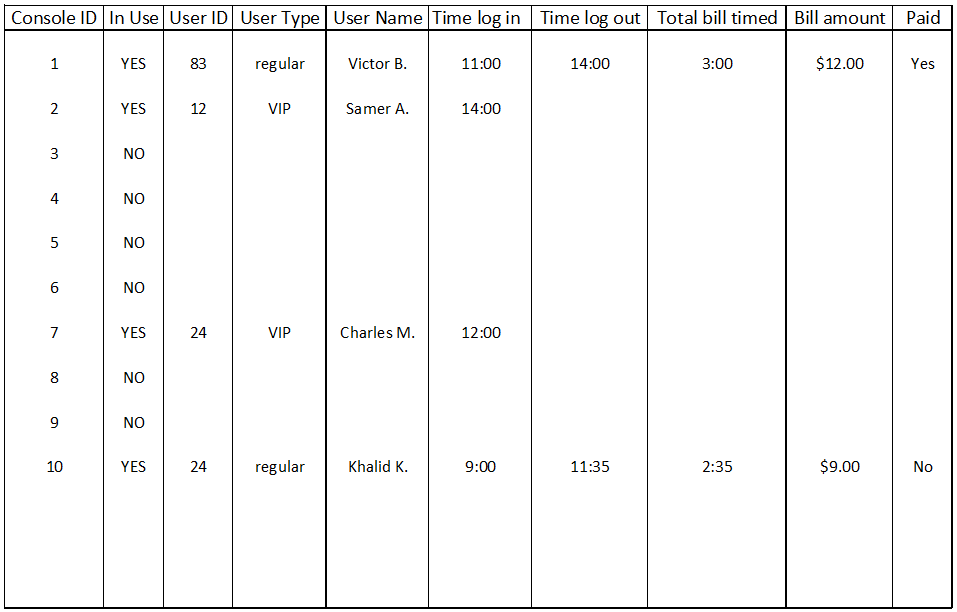 Console ID In Use User ID User Type User Name Time log in Time log out Total bill timed Bill amount Paid
1 YES 83 regular Victor B. 11:00 14:00 3:00 $12.00 Yes
2 YES 12 VIP Samer A. 14:00
3 NO
4 NO
5 NO
6 NO
7 YES 24 VIP Charles M. 12:00
8 NO
9 NO
10 YES 24 regular Khalid K. 9:00 11:35 2:35 $9.00 No